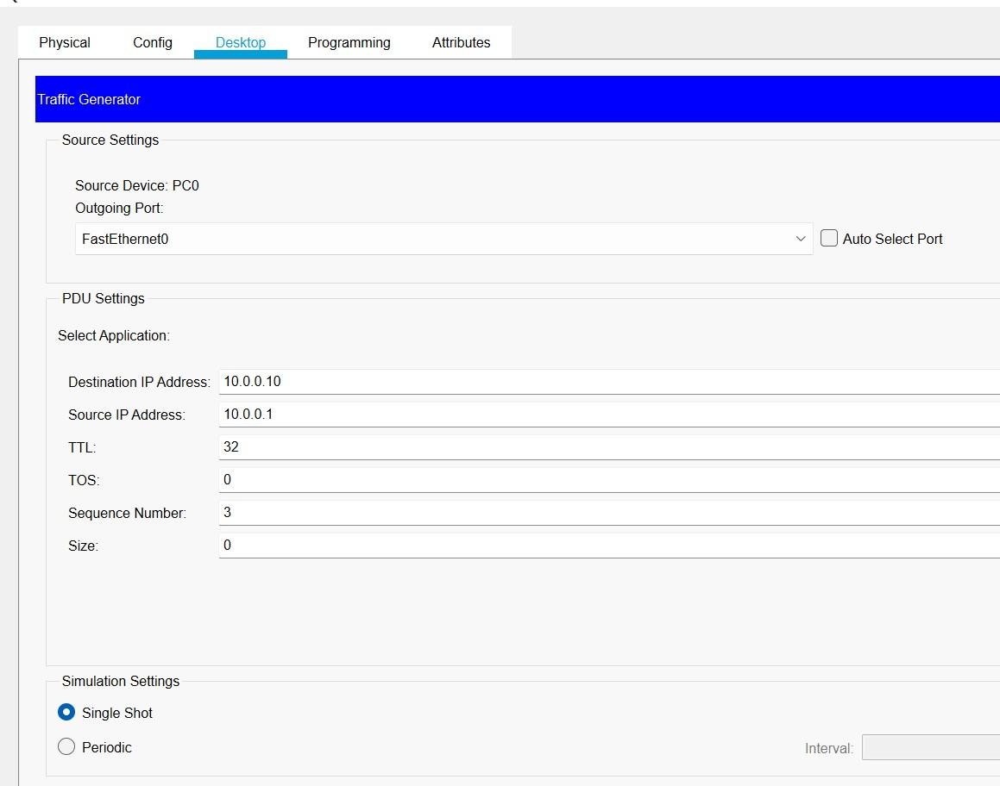 Physical Config Desktop Programming Attributes
Traffic Generator
Source Settings
Source Device: PC0
Outgoing Port:
FastEthernet0 Auto Select Port
PDU Settings
Select Application:
Destination IP Address: 10.0.0.10
Source IP Address: 10.0.0.1
TTL: 32
TOS: 0
Sequence Number: 3
Size: 0
Simulation Settings
Single Shot
Periodic Interval: